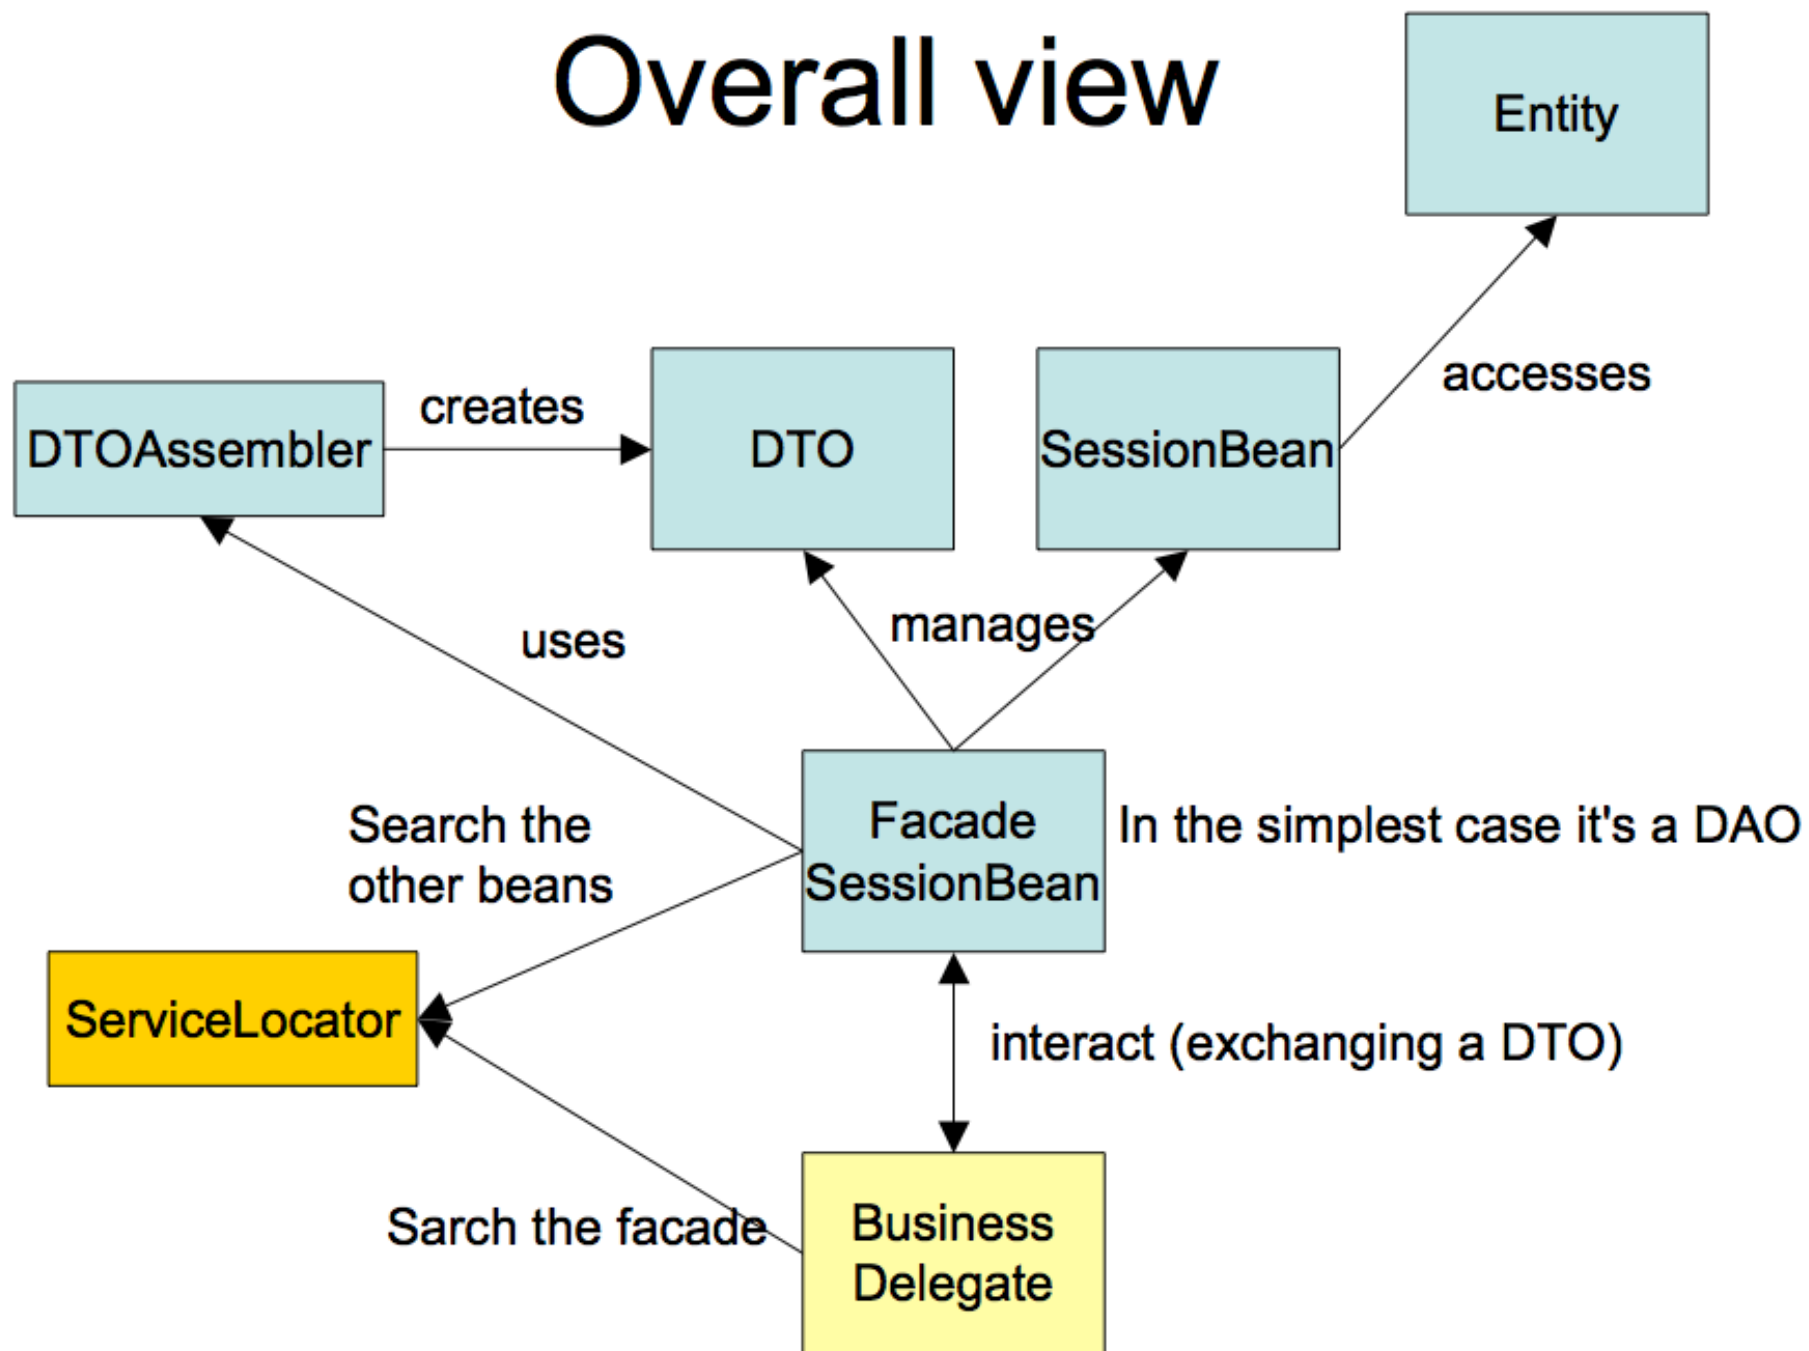 Overall view
Entity
accesses
creates
DTOAssembler
DTO
SessionBean
uses
manages
Search the
other beans
Facade
SessionBean
In the simplest case it's a DAO
ServiceLocator
interact (exchanging a DTO)
Sarch the facade
Business
Delegate